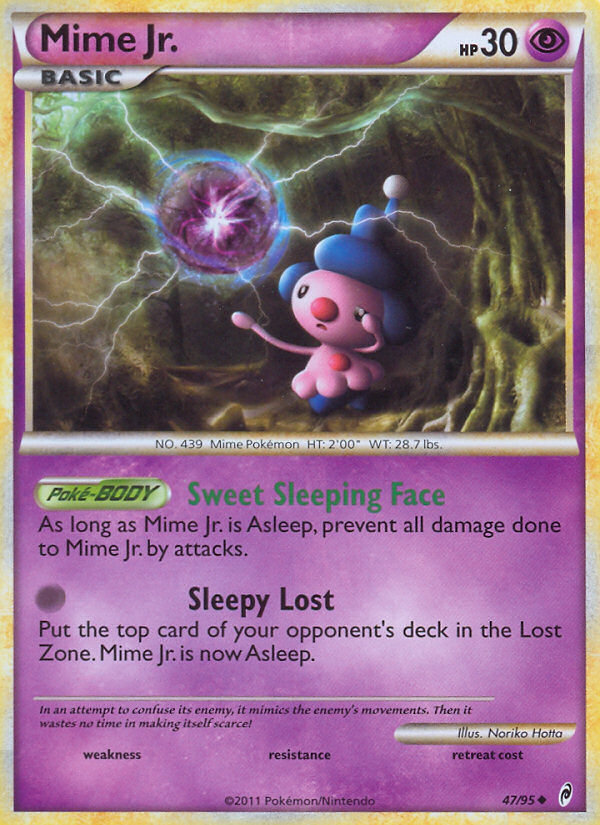 Mime Jr.
HP 30
BASIC
NO. 439 Mime Pokémon HT: 2'00" WT: 28.7 lbs.
Poké-BODY Sweet Sleeping Face
As long as Mime Jr. is Asleep, prevent all damage done
to Mime Jr. by attacks.
Sleepy Lost
Put the top card of your opponent's deck in the Lost
Zone. Mime Jr. is now Asleep.
In an attempt to confuse its enemy, it mimics the enemy's movements. Then it
wastes no time in making itself scarce!
Illus. Noriko Hotta
weakness resistance retreat cost
©2011 Pokémon/Nintendo 47/95